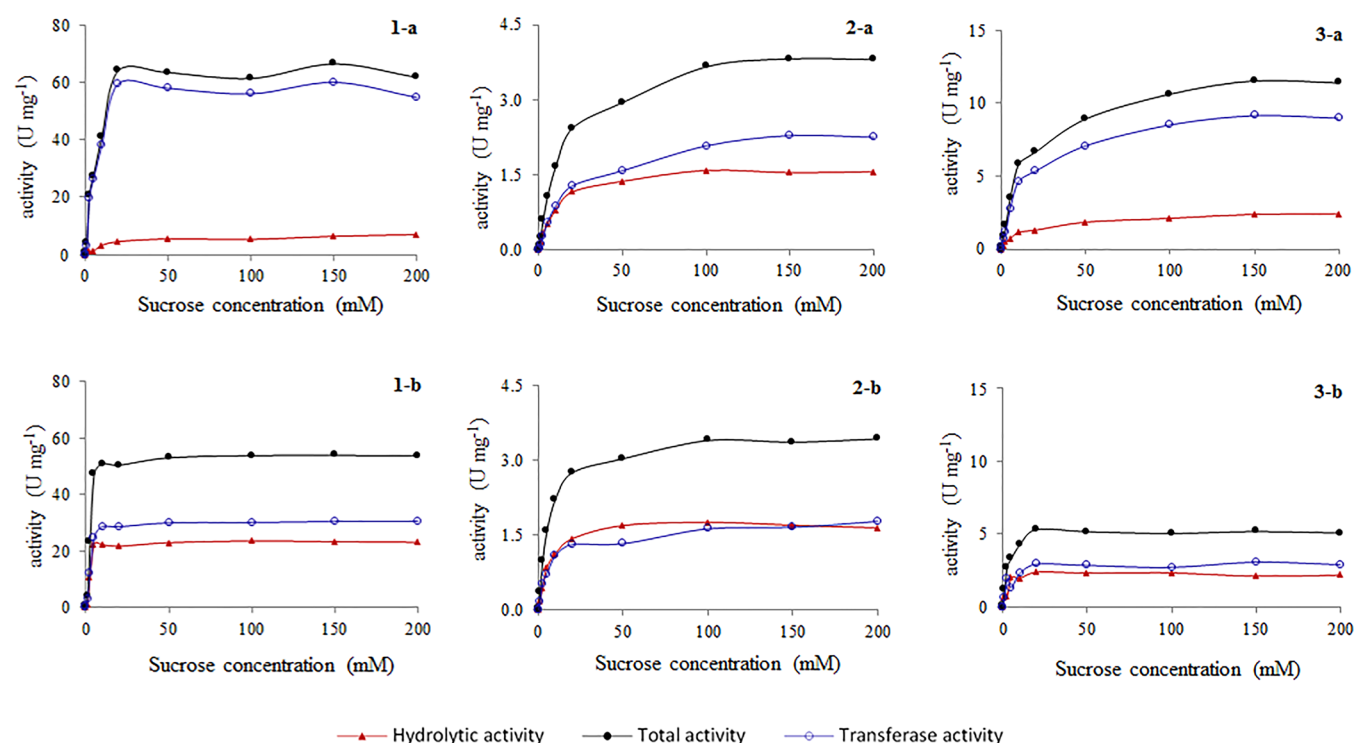 1-a
80
60
40
20
0
activity (U mg-1)
0 50 100 150 200
Sucrose concentration (mM)
2-a
4.5
3.0
1.5
0.0
activity (U mg-1)
0 50 100 150 200
Sucrose concentration (mM)
3-a
15
10
5
0
activity (U mg-1)
0 50 100 150 200
Sucrose concentration (mM)
1-b
80
60
40
20
0
activity (U mg-1)
0 50 100 150 200
Sucrose concentration (mM)
2-b
4.5
3.0
1.5
0.0
activity (U mg-1)
0 50 100 150 200
Sucrose concentration (mM)
3-b
15
10
5
0
activity (U mg-1)
0 50 100 150 200
Sucrose concentration (mM)
Hydrolytic activity Total activity Transferase activity